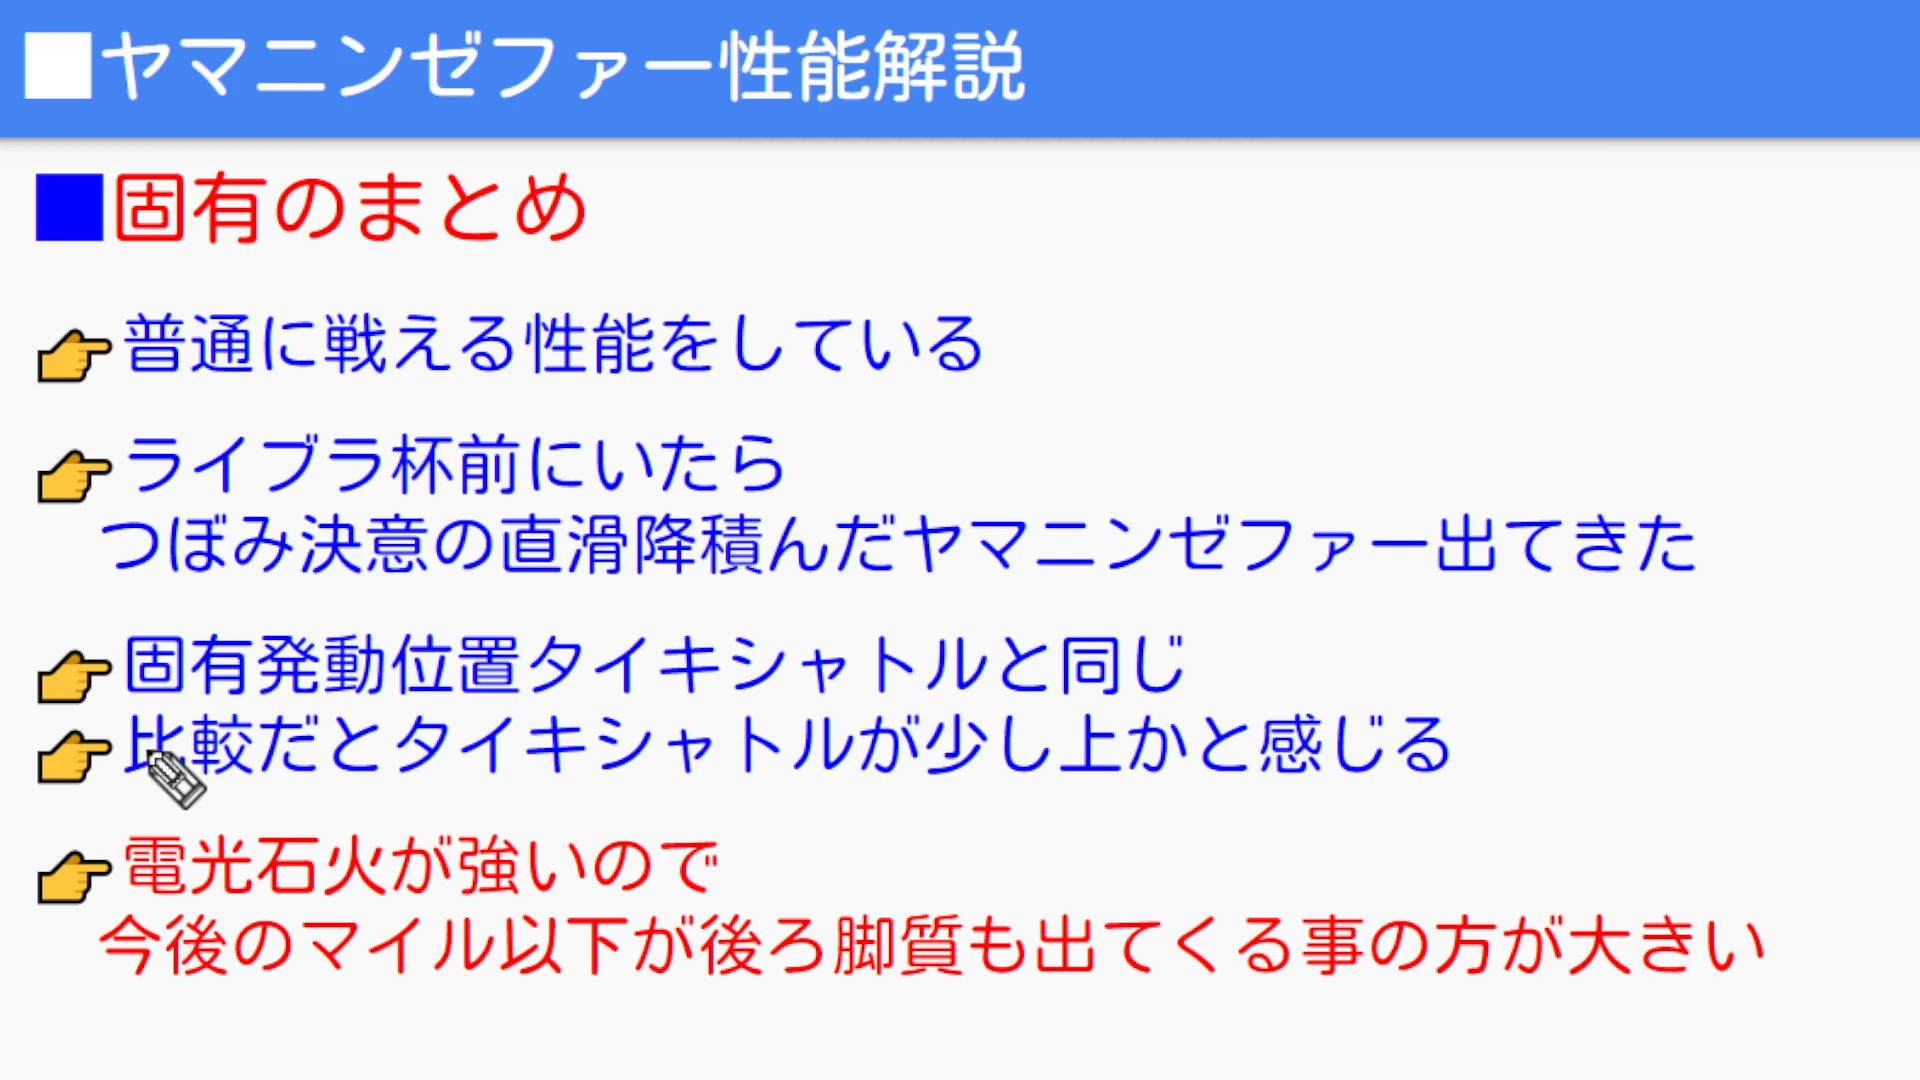 ■ヤマニンゼファー性能解説
■固有のまとめ
👉普通に戦える性能をしている
👉ライブラ杯前にいたら
つぼみ決意の直滑降積んだヤマニンゼファー出てきた
👉固有発動位置タイキシャトルと同じ
👉比較だとタイキシャトルが少し上かと感じる
👉電光石火が強いので
今後のマイル以下が後ろ脚質も出てくる事の方が大きい